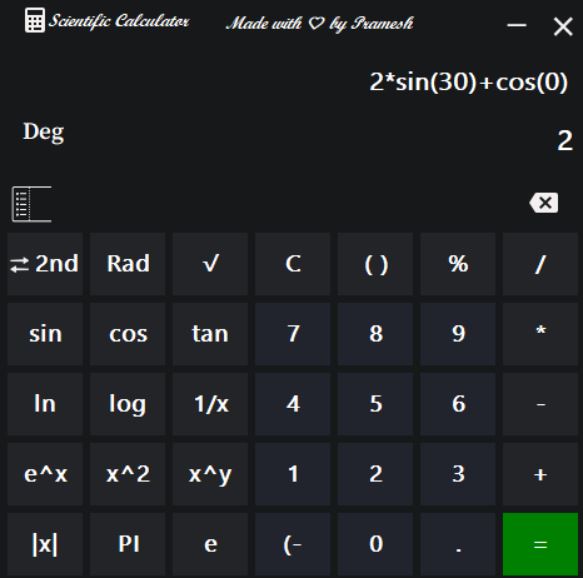 Scientific Calculator Made with ♡ by Pramesh
2*sin(30)+cos(0)
Deg 2
⇄ 2nd Rad √ C ( ) % /
sin cos tan 7 8 9 *
ln log 1/x 4 5 6 -
e^x x^2 x^y 1 2 3 +
|x| PI e (- 0 . =